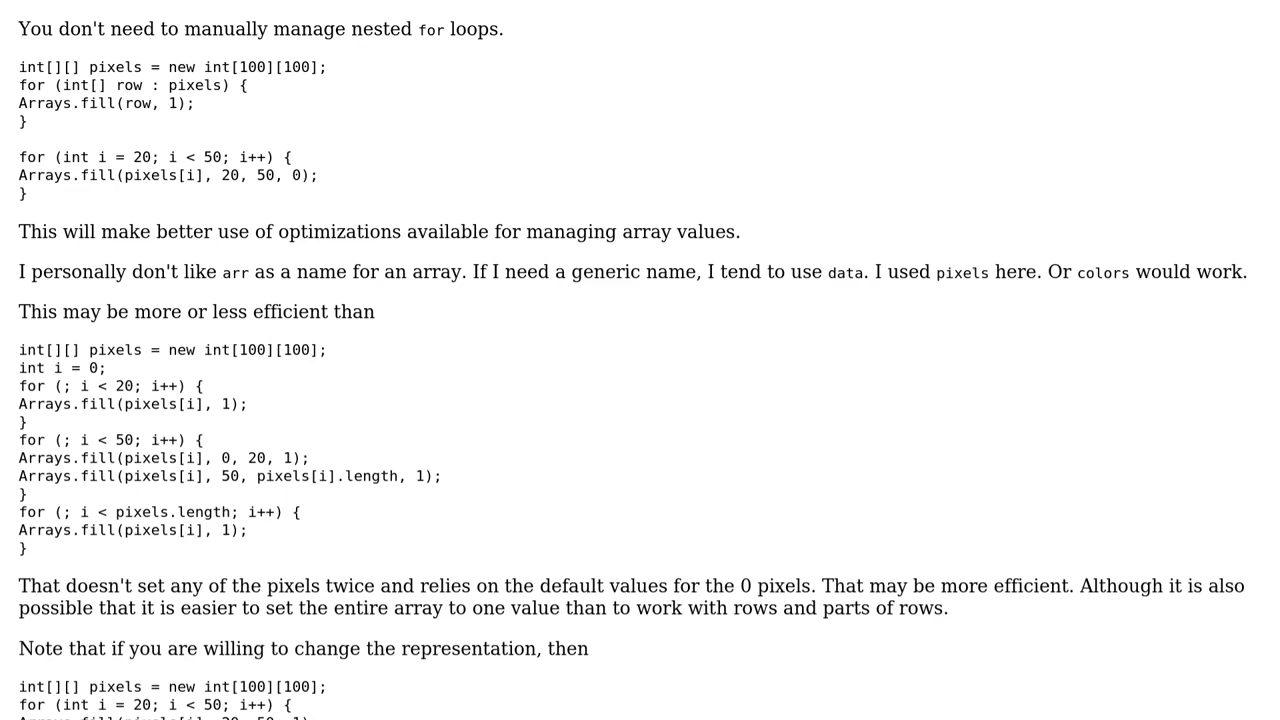 You don't need to manually manage nested for loops.
int[][] pixels = new int[100][100];
for (int[] row : pixels) {
Arrays.fill(row, 1);
}
for (int i = 20; i < 50; i++) {
Arrays.fill(pixels[i], 20, 50, 0);
}
This will make better use of optimizations available for managing array values.
I personally don't like arr as a name for an array. If I need a generic name, I tend to use data. I used pixels here. Or colors would work.
This may be more or less efficient than
int[][] pixels = new int[100][100];
int i = 0;
for (; i < 20; i++) {
Arrays.fill(pixels[i], 1);
}
for (; i < 50; i++) {
Arrays.fill(pixels[i], 0, 20, 1);
Arrays.fill(pixels[i], 50, pixels[i].length, 1);
}
for (; i < pixels.length; i++) {
Arrays.fill(pixels[i], 1);
}
That doesn't set any of the pixels twice and relies on the default values for the 0 pixels. That may be more efficient. Although it is also
possible that it is easier to set the entire array to one value than to work with rows and parts of rows.
Note that if you are willing to change the representation, then
int[][] pixels = new int[100][100];
for (int i = 20; i < 50; i++) {
Arrays.fill(pixels[i], 20, 50, 1);